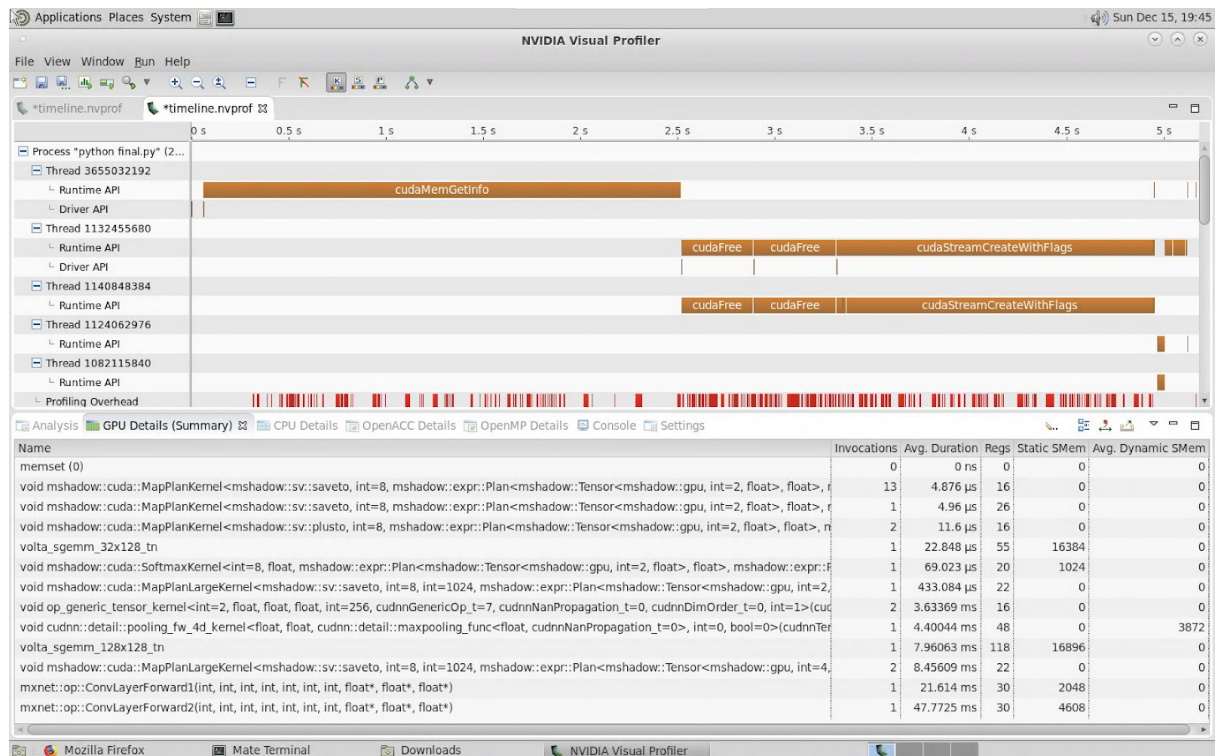 Applications Places System Sun Dec 15, 19:45
NVIDIA Visual Profiler
File View Window Run Help
*timeline.nvprof *timeline.nvprof
0 s 0.5 s 1 s 1.5 s 2 s 2.5 s 3 s 3.5 s 4 s 4.5 s 5 s
Process "python final.py" (2...
Thread 3655032192
Runtime API cudaMemGetInfo
Driver API
Thread 1132455680
Runtime API cudaFree cudaFree cudaStreamCreateWithFlags
Driver API
Thread 1140848384
Runtime API cudaFree cudaFree cudaStreamCreateWithFlags
Thread 1124062976
Runtime API
Thread 1082115840
Runtime API
Profiling Overhead
Analysis GPU Details (Summary) CPU Details OpenACC Details OpenMP Details Console Settings
Name Invocations Avg. Duration Regs Static SMem Avg. Dynamic SMem
memset (0) 0 0 ns 0 0 0
void mshadow::cuda::MapPlanKernel<mshadow::sv::saveto, int=8, mshadow::expr::Plan<mshadow::Tensor<mshadow::gpu, int=2, float>, float>, 13 4.876 µs 16 0 0
void mshadow::cuda::MapPlanKernel<mshadow::sv::saveto, int=8, mshadow::expr::Plan<mshadow::Tensor<mshadow::gpu, int=2, float>, float>, 1 4.96 µs 26 0 0
void mshadow::cuda::MapPlanKernel<mshadow::sv::plusto, int=8, mshadow::expr::Plan<mshadow::Tensor<mshadow::gpu, int=2, float>, float>, 2 11.6 µs 16 0 0
volta_sgemm_32x128_tn 1 22.848 µs 55 16384 0
void mshadow::cuda::SoftmaxKernel<int=8, float, mshadow::expr::Plan<mshadow::Tensor<mshadow::gpu, int=2, float>, float>, mshadow::expr:: 1 69.023 µs 20 1024 0
void mshadow::cuda::MapPlanLargeKernel<mshadow::sv::saveto, int=8, int=1024, mshadow::expr::Plan<mshadow::Tensor<mshadow::gpu, int=2, 1 433.084 µs 22 0 0
void op_generic_tensor_kernel<int=2, float, float, float, int=256, cudnnGenericOp_t=7, cudnnNanPropagation_t=0, cudnnDimOrder_t=0, int=1>(cud 2 3.63369 ms 16 0 0
void cudnn::detail::pooling_fw_4d_kernel<float, float, cudnn::detail::maxpooling_func<float, cudnnNanPropagation_t=0>, int=0, bool=0>(cudnnTer 1 4.40044 ms 48 0 3872
volta_sgemm_128x128_tn 1 7.96063 ms 118 16896 0
void mshadow::cuda::MapPlanLargeKernel<mshadow::sv::saveto, int=8, int=1024, mshadow::expr::Plan<mshadow::Tensor<mshadow::gpu, int=4, 2 8.45609 ms 22 0 0
mxnet::op::ConvLayerForward1(int, int, int, int, int, int, float*, float*, float*) 1 21.614 ms 30 2048 0
mxnet::op::ConvLayerForward2(int, int, int, int, int, int, float*, float*, float*) 1 47.7725 ms 30 4608 0
Mozilla Firefox Mate Terminal Downloads NVIDIA Visual Profiler